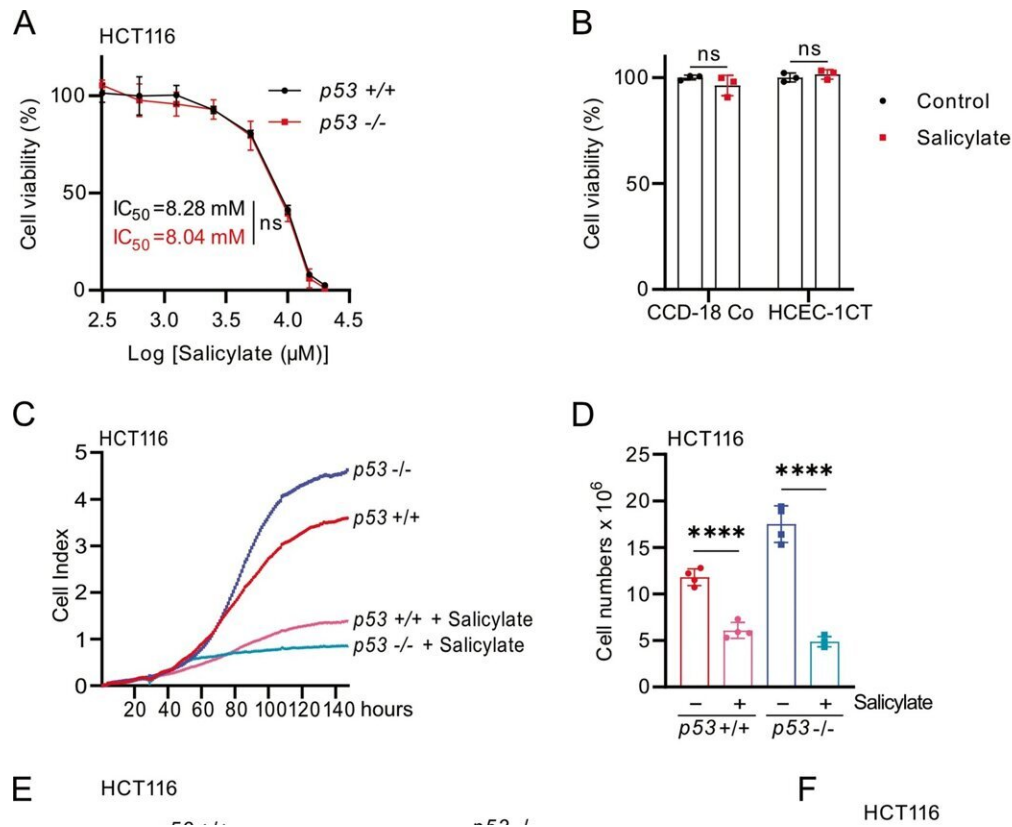 A
HCT116
Cell viability (%)
100
50
0
p53 +/+
p53 -/-
IC50=8.28 mM
IC50=8.04 mM
ns
2.5 3.0 3.5 4.0 4.5
Log [Salicylate (µM)]
B
Cell viability (%)
100
50
0
ns ns
Control
Salicylate
CCD-18 Co HCEC-1CT
C
HCT116
Cell Index
5
4
3
2
1
0
p53 -/-
p53 +/+
p53 +/+ + Salicylate
p53 -/- + Salicylate
20 40 60 80 100 120 140 hours
D
HCT116
Cell numbers x 10⁶
25
20
15
10
5
0
****
****
− + − + Salicylate
p53+/+ p53-/-
E
HCT116
F
HCT116